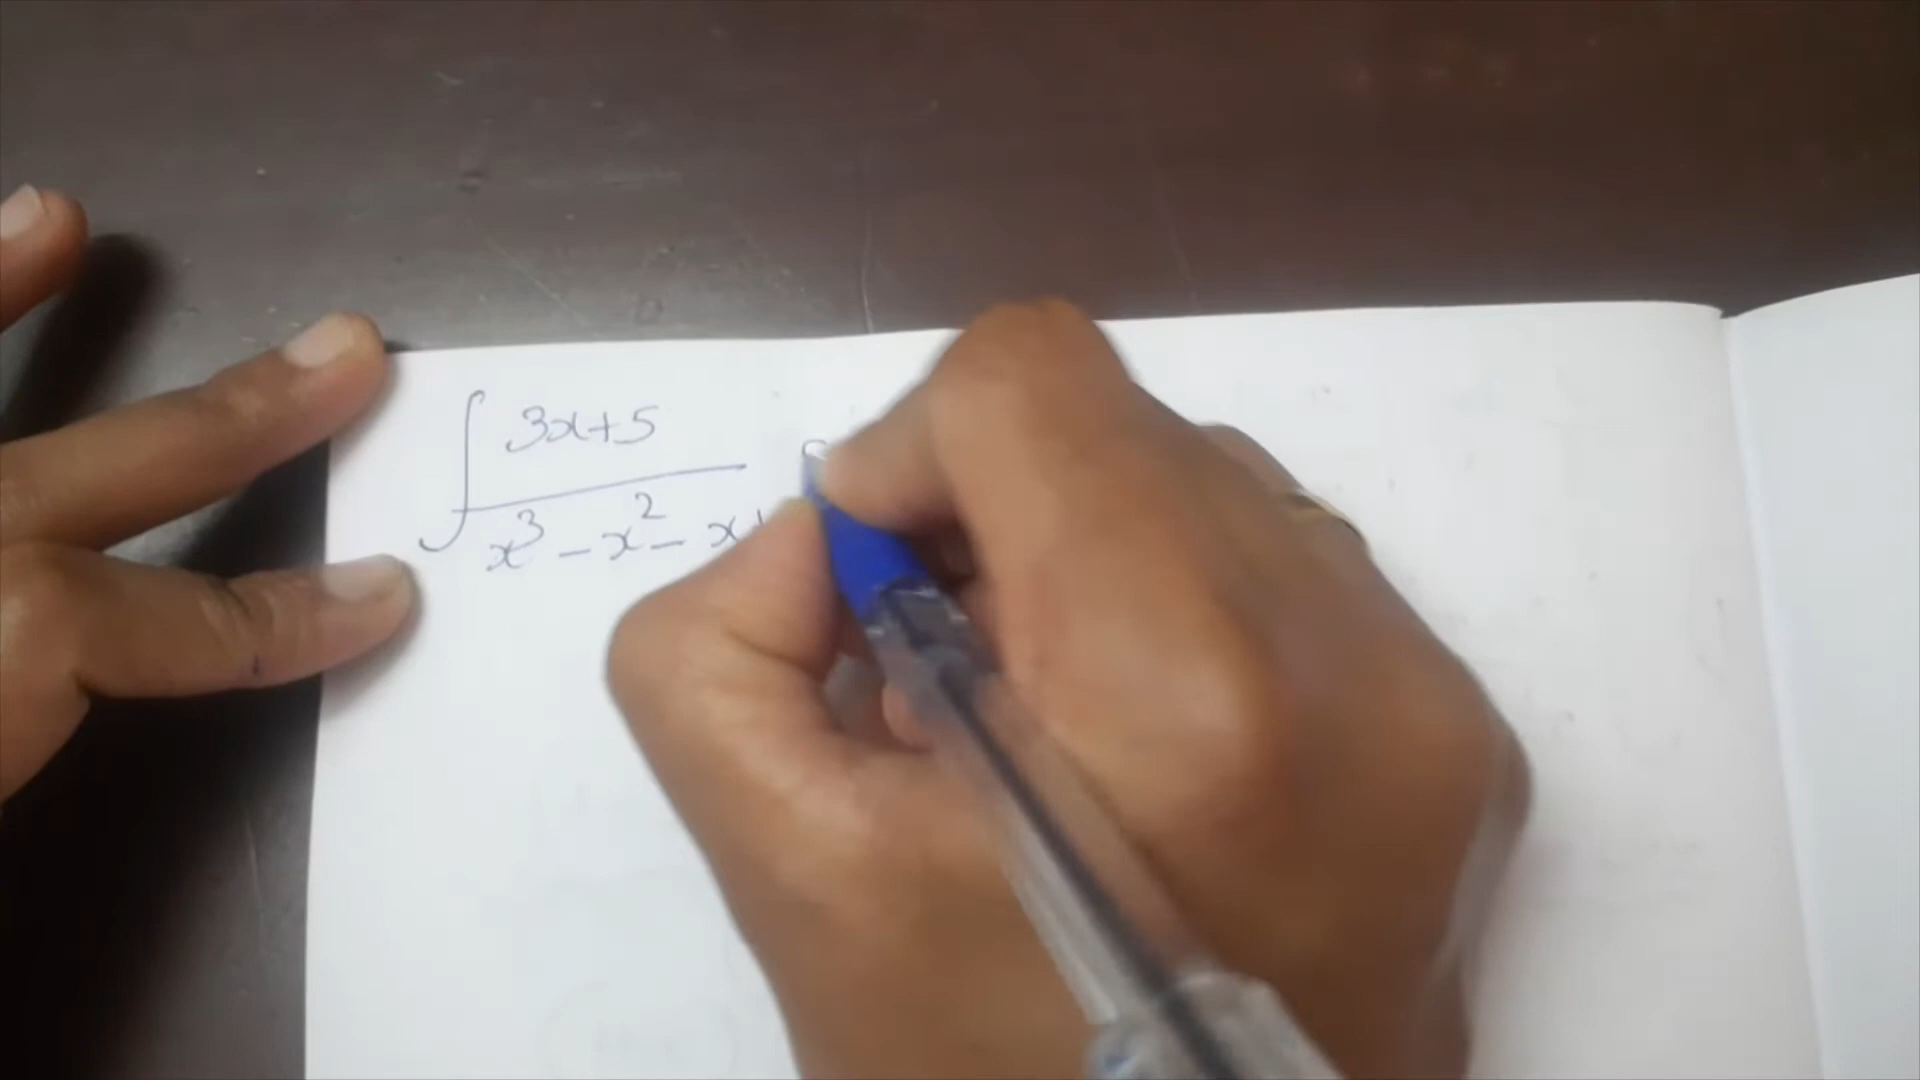 ∫ 3x+5
x³ - x² - x+